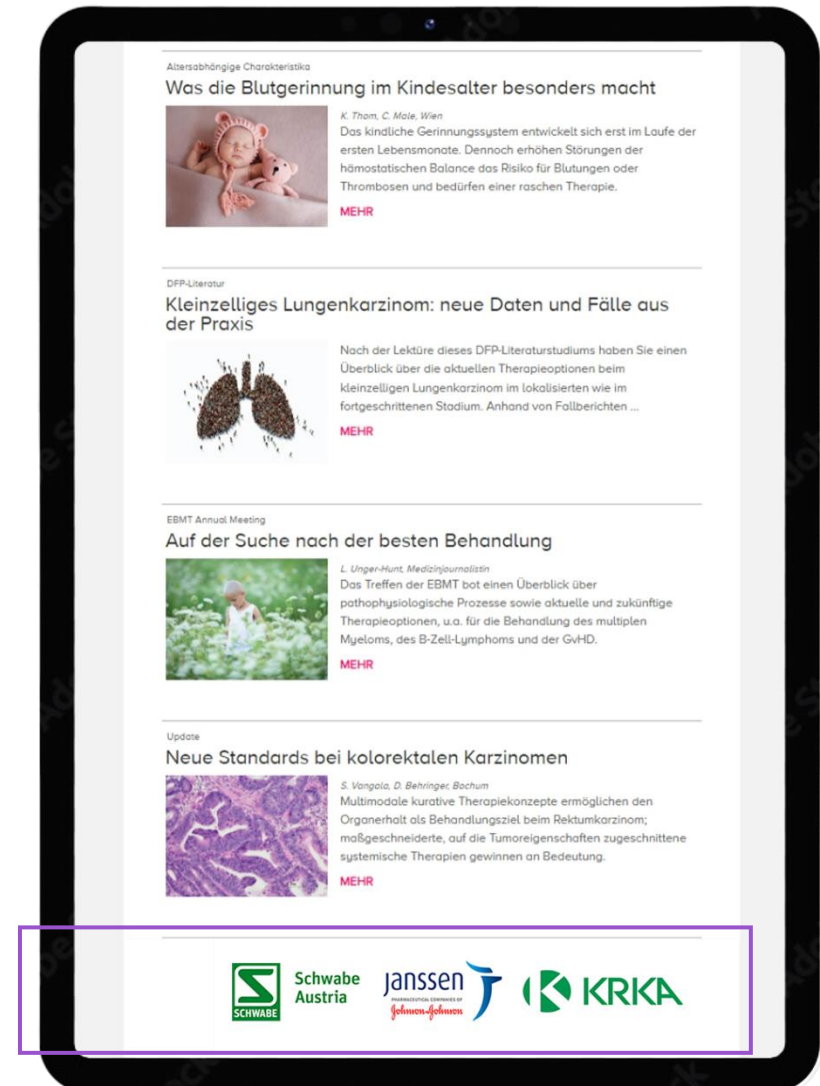 Altersabhängige Charakteristika
Was die Blutgerinnung im Kindesalter besonders macht
K. Thom, C. Male, Wien
Das kindliche Gerinnungssystem entwickelt sich erst im Laufe der
ersten Lebensmonate. Dennoch erhöhen Störungen der
hämostatischen Balance das Risiko für Blutungen oder
Thrombosen und bedürfen einer raschen Therapie.
MEHR
DFP-Literatur
Kleinzelliges Lungenkarzinom: neue Daten und Fälle aus
der Praxis
Nach der Lektüre dieses DFP-Literaturstudiums haben Sie einen
Überblick über die aktuellen Therapieoptionen beim
kleinzelligen Lungenkarzinom im lokalisierten wie im
fortgeschrittenen Stadium. Anhand von Fallberichten ...
MEHR
EBMT Annual Meeting
Auf der Suche nach der besten Behandlung
L. Unger-Hunt, Medizinjournalistin
Das Treffen der EBMT bot einen Überblick über
pathophysiologische Prozesse sowie aktuelle und zukünftige
Therapieoptionen, u.a. für die Behandlung des multiplen
Myeloms, des B-Zell-Lymphoms und der GvHD.
MEHR
Update
Neue Standards bei kolorektalen Karzinomen
S. Vangala, D. Behringer, Bochum
Multimodale kurative Therapiekonzepte ermöglichen den
Organerhalt als Behandlungsziel beim Rektumkarzinom;
maßgeschneiderte, auf die Tumoreigenschaften zugeschnittene
systemische Therapien gewinnen an Bedeutung.
MEHR
SCHWABE
Schwabe
Austria
janssen
PHARMACEUTICAL COMPANIES OF
Johnson & Johnson
KRKA